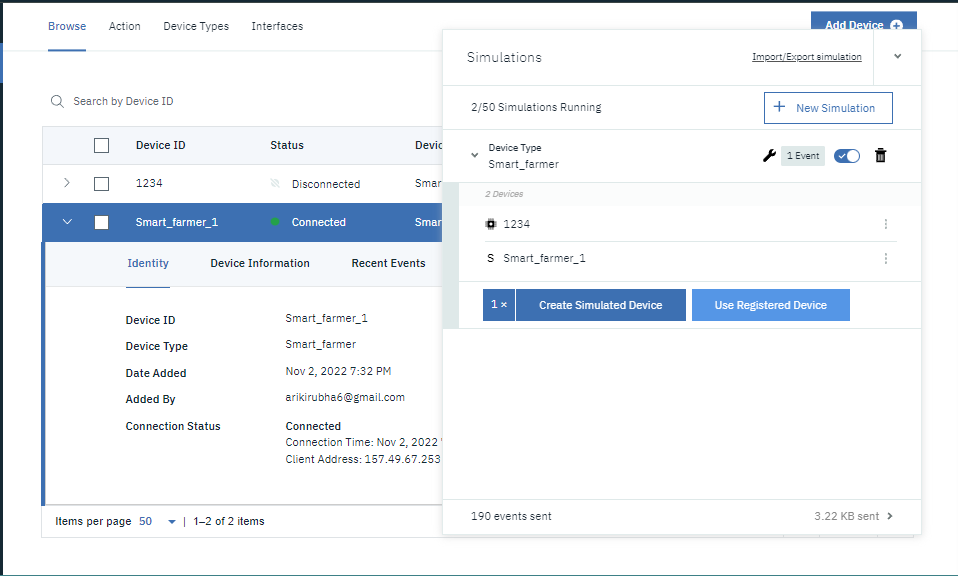 Browse Action Device Types Interfaces
Add Device
Simulations
Import/Export simulation
Search by Device ID
2/50 Simulations Running
New Simulation
Device ID Status
Device Type
Smart_farmer
1 Event
1234 Disconnected Smar
2 Devices
Smart_farmer_1 Connected Smar
1234
Identity Device Information Recent Events
S Smart_farmer_1
1 × Create Simulated Device Use Registered Device
Device ID Smart_farmer_1
Device Type Smart_farmer
Date Added Nov 2, 2022 7:32 PM
Added By arikirubha6@gmail.com
Connection Status Connected
Connection Time: Nov 2, 2022
Client Address: 157.49.67.253
190 events sent 3.22 KB sent
Items per page 50 | 1–2 of 2 items